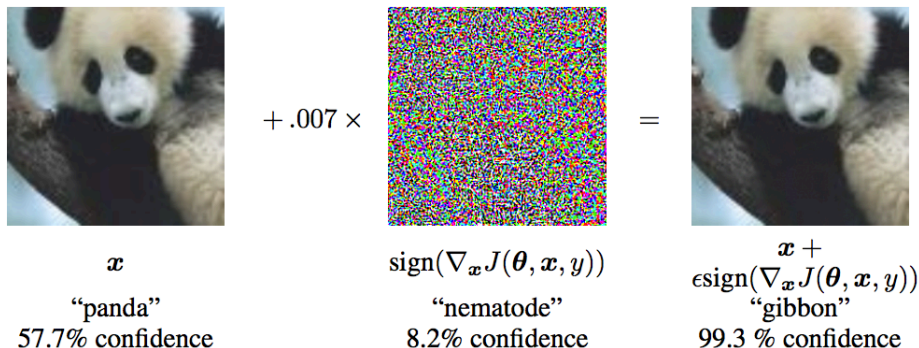 + .007 ×
=
x
sign(∇ₓJ(θ, x, y))
x +
ϵsign(∇ₓJ(θ, x, y))
“panda”
“nematode”
“gibbon”
57.7% confidence
8.2% confidence
99.3 % confidence